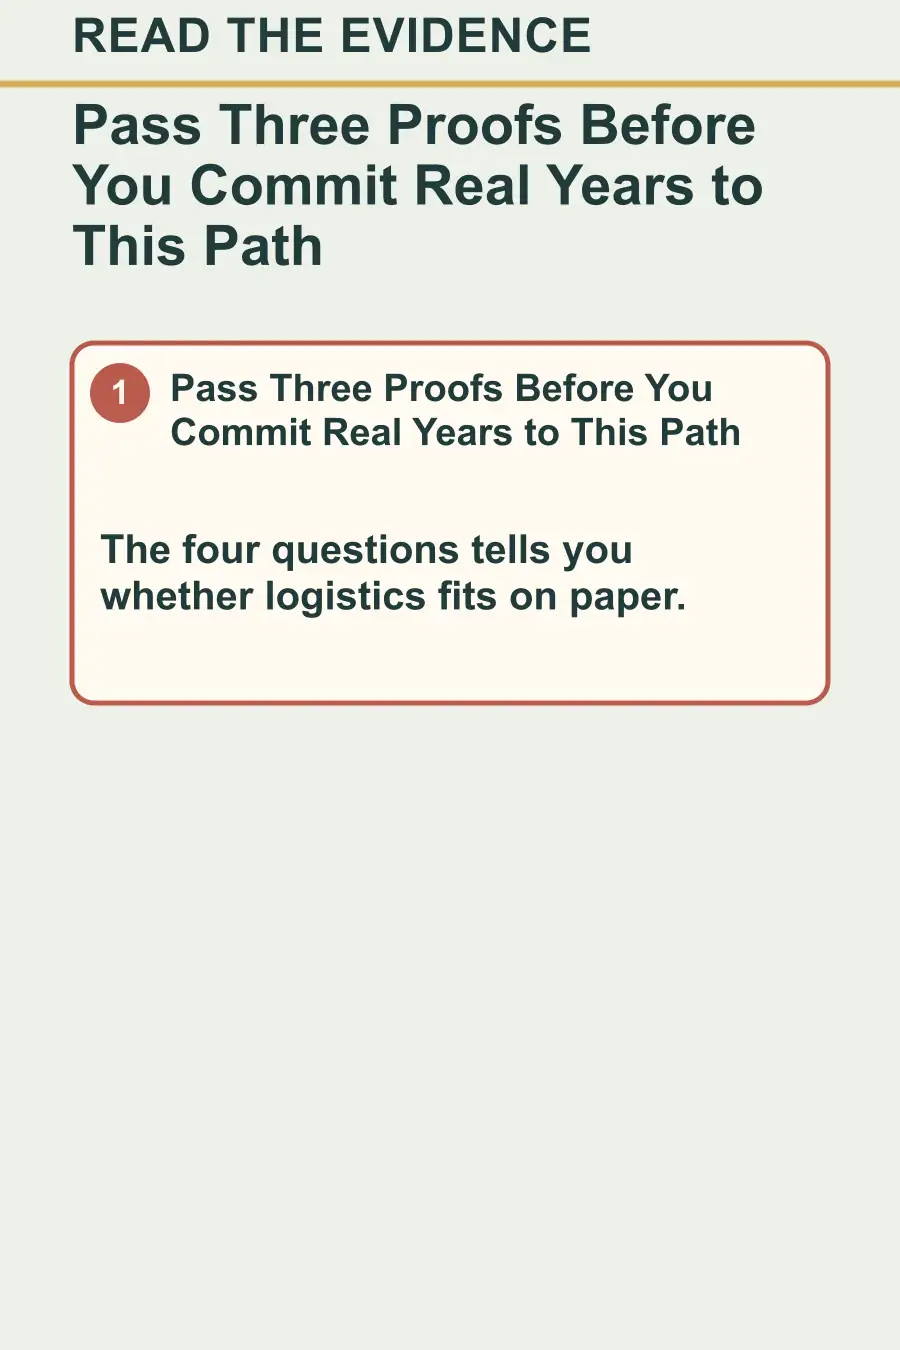 READ THE EVIDENCE
Pass Three Proofs Before
You Commit Real Years to
This Path
1
Pass Three Proofs Before You
Commit Real Years to This Path
The four questions tells you
whether logistics fits on paper.